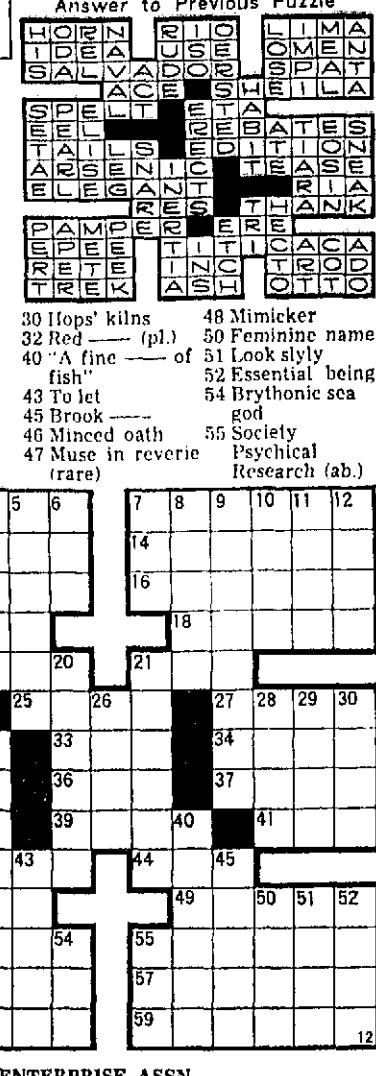 Answer to Previous Puzzle
HORN RIO LIMA
IDEA USE OMEN
SALVADOR SPAT
ACE SHEILA
SPELT ETA
EEL REBATES
TAILS EDITION
ARSENIC TEASE
ELEGANT RIA
RES THANK
PAMPER ERE
EPEE TITICACA
RETE INC TROD
TREK ASH OTTO
30 Hops' kilns
32 Red —— (pl.)
40 "A fine —— of
fish"
43 To let
45 Brook ——
46 Minced oath
47 Muse in reverie
(rare)
48 Mimicker
50 Feminine name
51 Look slyly
52 Essential being
54 Brythonic sea
god
55 Society
Psychical
Research (ab.)
5 6 7 8 9 10 11 12
14
16
18
20 21
25 26 27 28 29 30
33 34
36 37
39 40 41
43 44 45
49 50 51 52
54 55
57
59
12
ENTERPRISE ASSN.